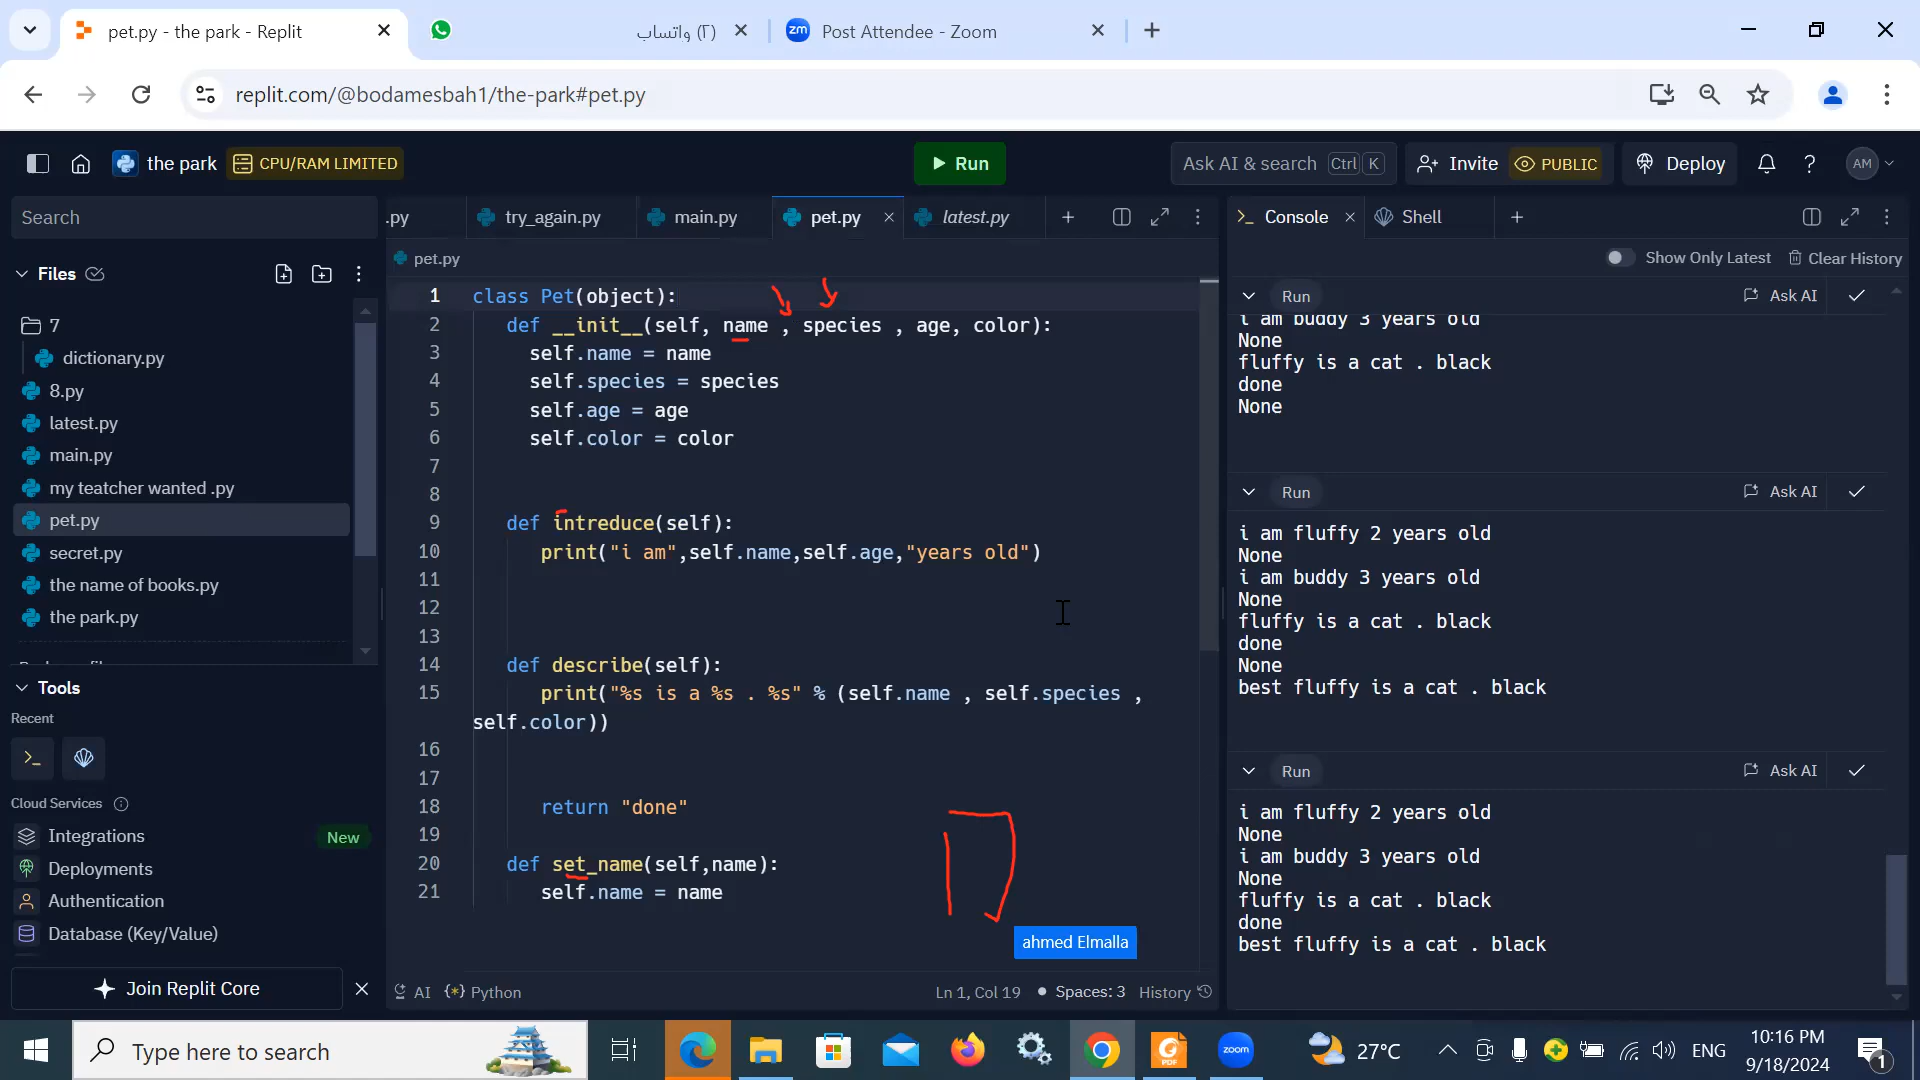 pet.py - the park - Replit
(٢) واتساب
Post Attendee - Zoom
replit.com/@bodamesbah1/the-park#pet.py
the park
CPU/RAM LIMITED
Run
Ask AI & search Ctrl K
Invite
PUBLIC
Deploy
AM
Search
.py
try_again.py
main.py
pet.py
latest.py
Console
Shell
Files
pet.py
Show Only Latest
Clear History
7
dictionary.py
8.py
latest.py
main.py
my teatcher wanted .py
pet.py
secret.py
the name of books.py
the park.py
Tools
Recent
Cloud Services
Integrations
New
Deployments
Authentication
Database (Key/Value)
Join Replit Core
1 class Pet(object):
2 def __init__(self, name , species , age, color):
3 self.name = name
4 self.species = species
5 self.age = age
6 self.color = color
7
8
9 def intreduce(self):
10 print("i am",self.name,self.age,"years old")
11
12
13
14 def describe(self):
15 print("%s is a %s . %s" % (self.name , self.species ,
self.color))
16
17
18 return "done"
19
20 def set_name(self,name):
21 self.name = name
ahmed Elmalla
AI
Python
Ln 1, Col 19
Spaces: 3
History
Run
Ask AI
i am buddy 3 years old
None
fluffy is a cat . black
done
None
Run
Ask AI
i am fluffy 2 years old
None
i am buddy 3 years old
None
fluffy is a cat . black
done
None
best fluffy is a cat . black
Run
Ask AI
i am fluffy 2 years old
None
i am buddy 3 years old
None
fluffy is a cat . black
done
best fluffy is a cat . black
Type here to search
zoom
27°C
ENG
10:16 PM
9/18/2024
1